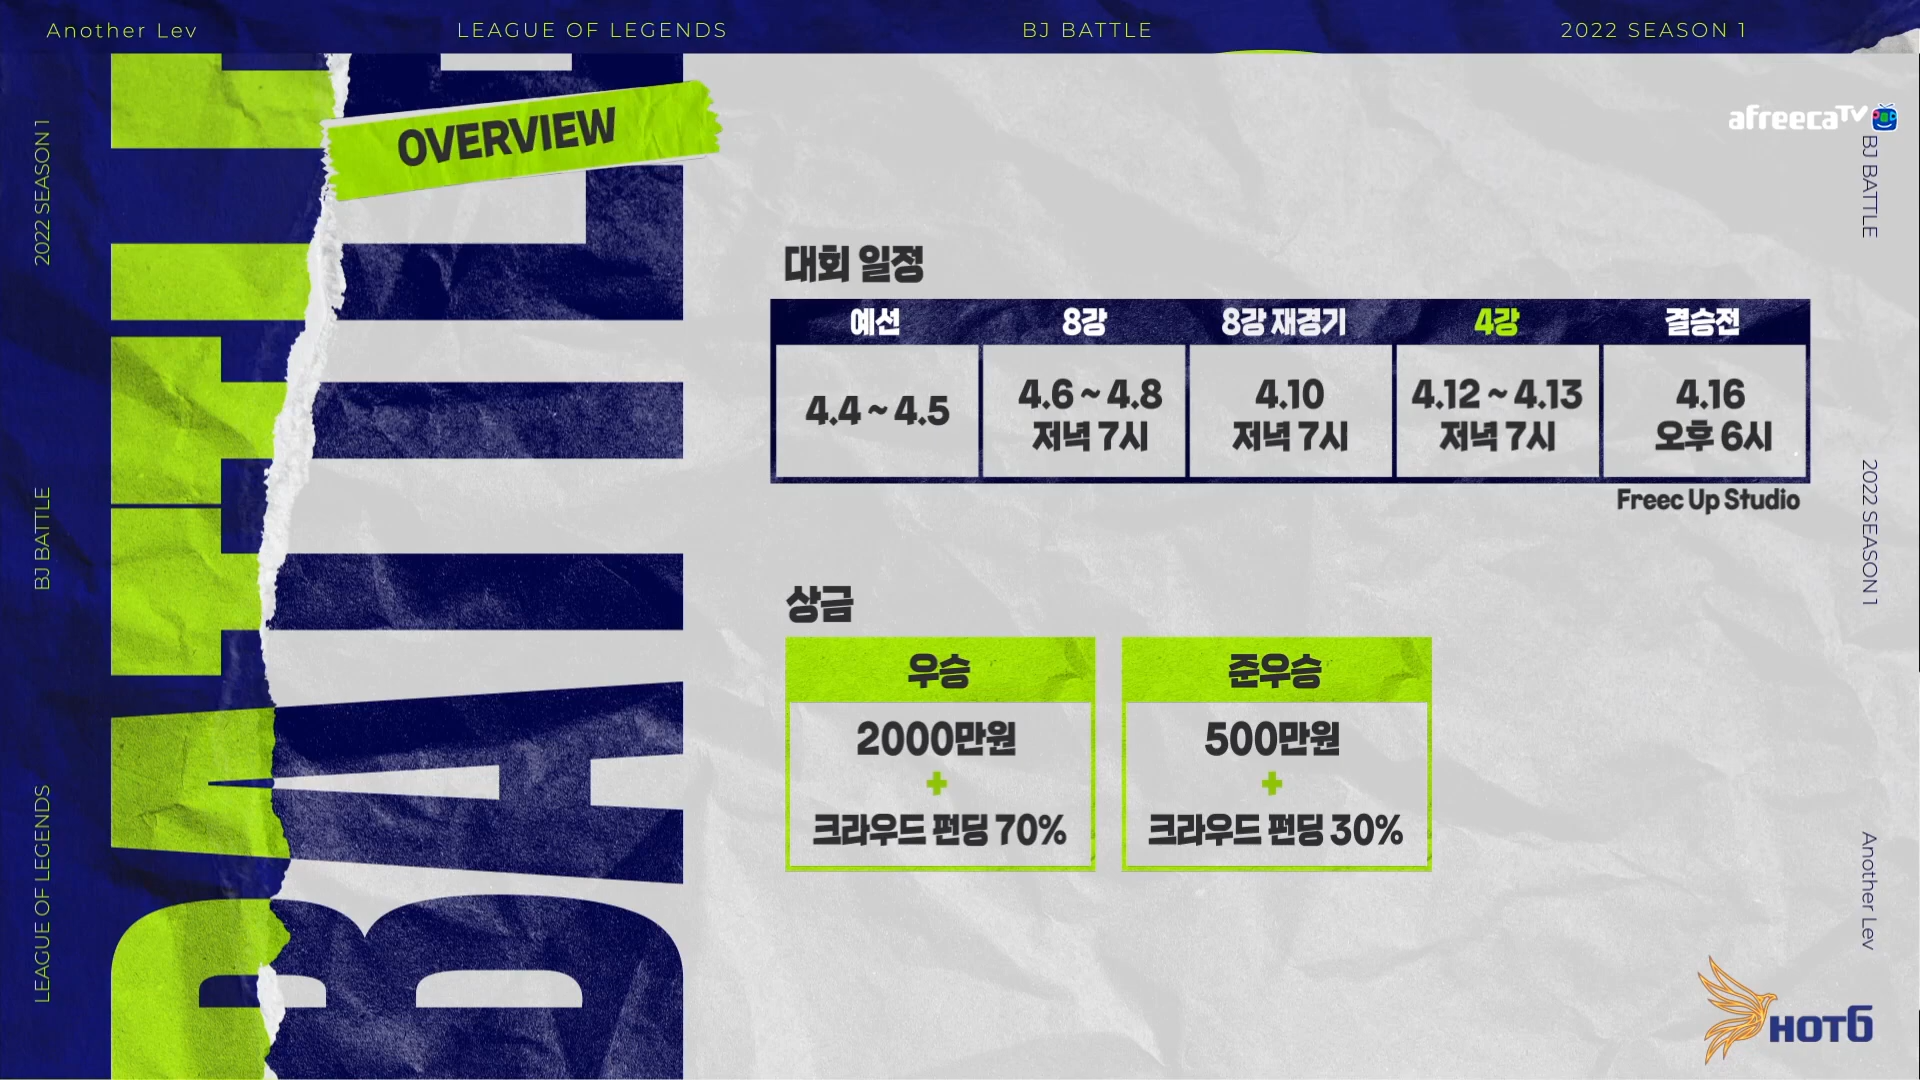 Another Lev
LEAGUE OF LEGENDS
BJ BATTLE
2022 SEASON 1
2022 SEASON 1
BJ BATTLE
LEAGUE OF LEGENDS
BATTLE
OVERVIEW
afreecaTV
BJ BATTLE
2022 SEASON 1
Another Lev
대회 일정
예선 8강 8강 재경기 4강 결승전
4.4 ~ 4.5
4.6 ~ 4.8
저녁 7시
4.10
저녁 7시
4.12 ~ 4.13
저녁 7시
4.16
오후 6시
Freec Up Studio
상금
우승
2000만원
+
크라우드 펀딩 70%
준우승
500만원
+
크라우드 펀딩 30%
HOT6